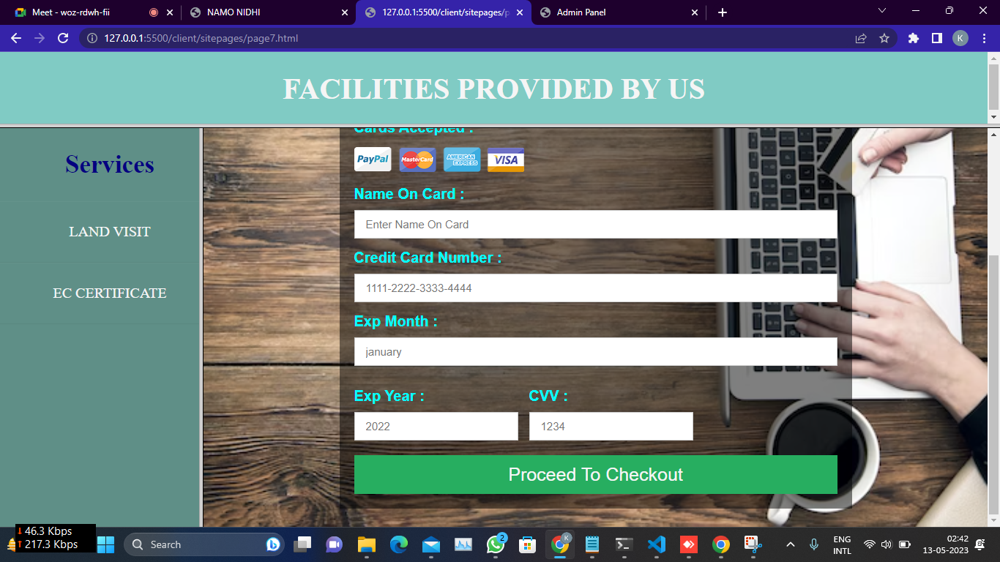 Meet - woz-rdwh-fii
NAMO NIDHI
127.0.0.1:5500/client/sitepages/p
Admin Panel
127.0.0.1:5500/client/sitepages/page7.html
K
FACILITIES PROVIDED BY US
Services
LAND VISIT
EC CERTIFICATE
Cards Accepted :
PayPal
MasterCard
AMERICAN EXPRESS
VISA
Name On Card :
Enter Name On Card
Credit Card Number :
1111-2222-3333-4444
Exp Month :
january
Exp Year :
CVV :
2022
1234
Proceed To Checkout
46.3 Kbps
217.3 Kbps
Search
2
K
ENG
INTL
02:42
13-05-2023